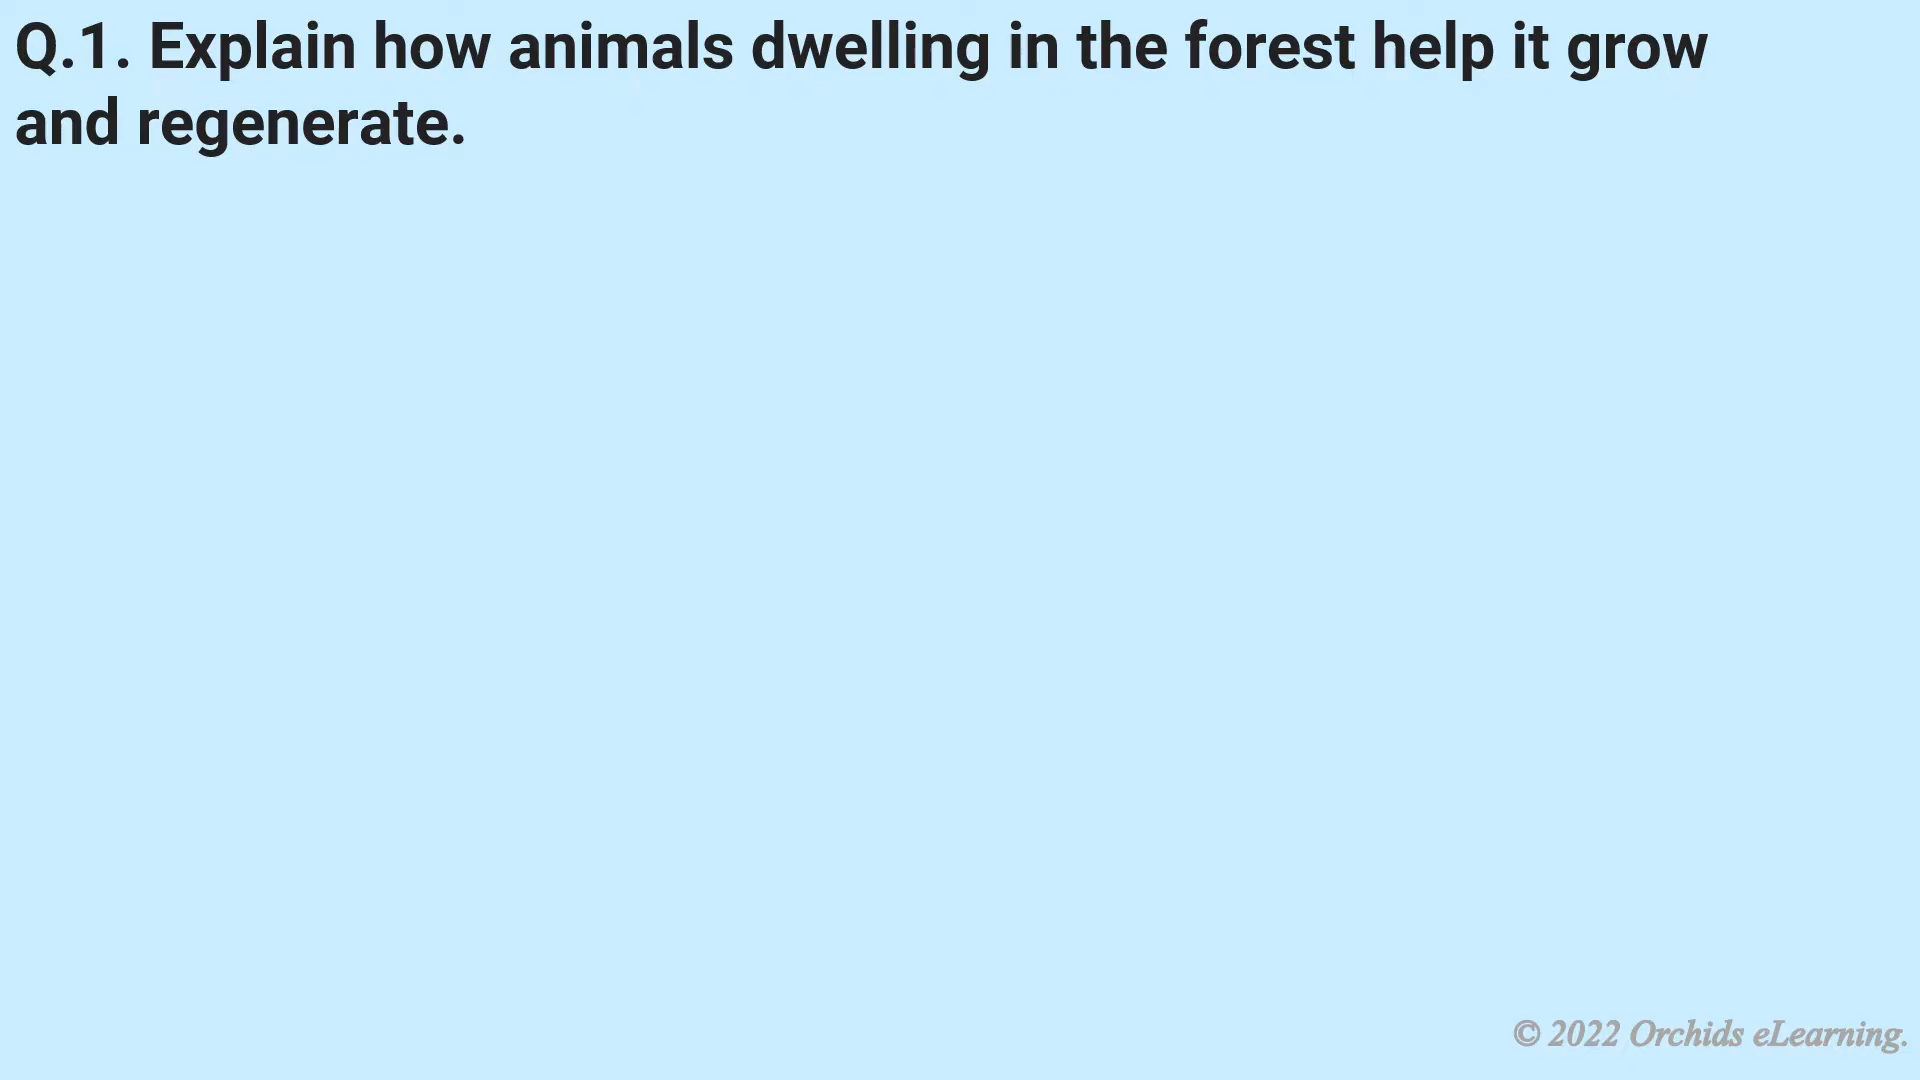 Q.1. Explain how animals dwelling in the forest help it grow
and regenerate.
© 2022 Orchids eLearning.